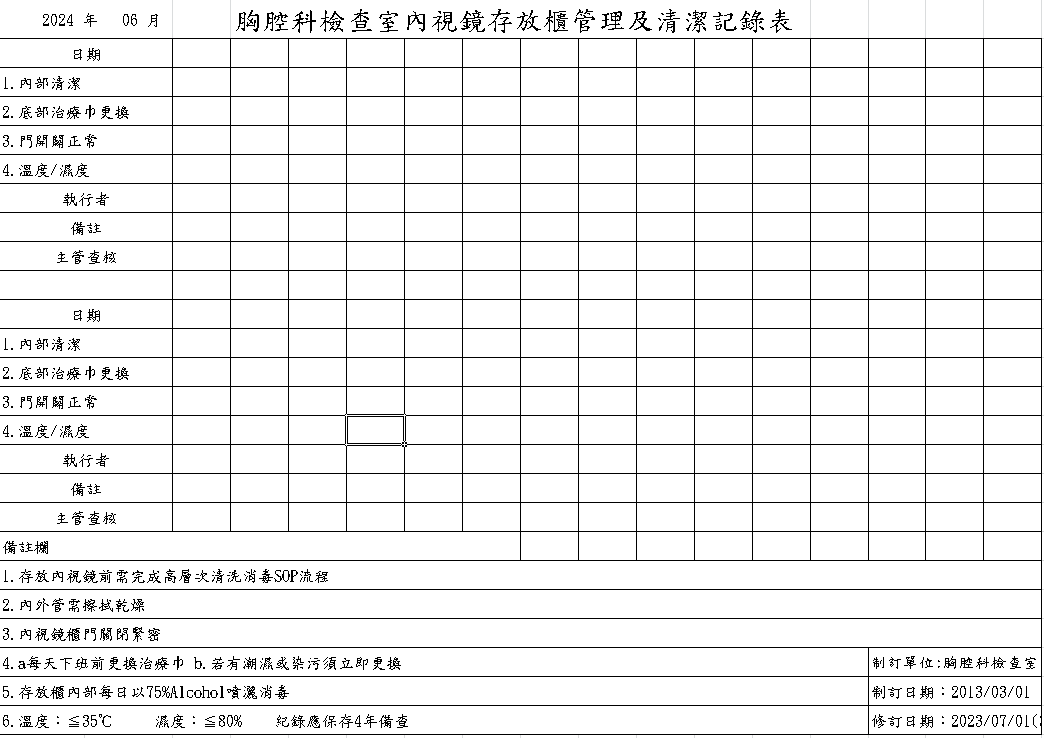 2024 年 06 月 胸腔科檢查室內視鏡存放櫃管理及清潔記錄表
日期
1.內部清潔
2.底部治療巾更換
3.門開關正常
4.溫度/濕度
執行者
備註
主管查核
日期
1.內部清潔
2.底部治療巾更換
3.門開關正常
4.溫度/濕度
執行者
備註
主管查核
備註欄
1.存放內視鏡前需完成高層次清洗消毒SOP流程
2.內外管需擦拭乾燥
3.內視鏡櫃門關閉緊密
4.a每天下班前更換治療巾 b.若有潮濕或染污須立即更換 制訂單位:胸腔科檢查室
5.存放櫃內部每日以75%Alcohol噴灑消毒 制訂日期：2013/03/01
6.溫度：≦35℃ 濕度：≦80% 紀錄應保存4年備查 修訂日期：2023/07/01(